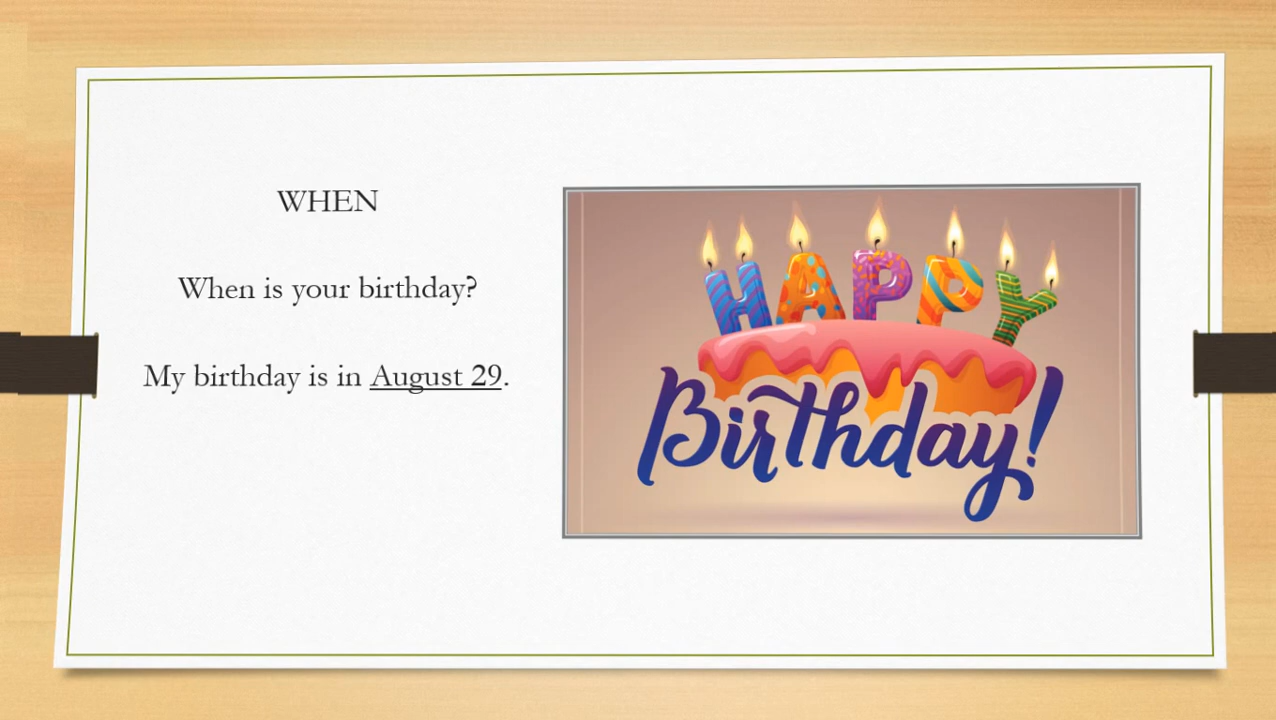 WHEN
When is your birthday?
My birthday is in August 29.
HAPPY
Birthday!